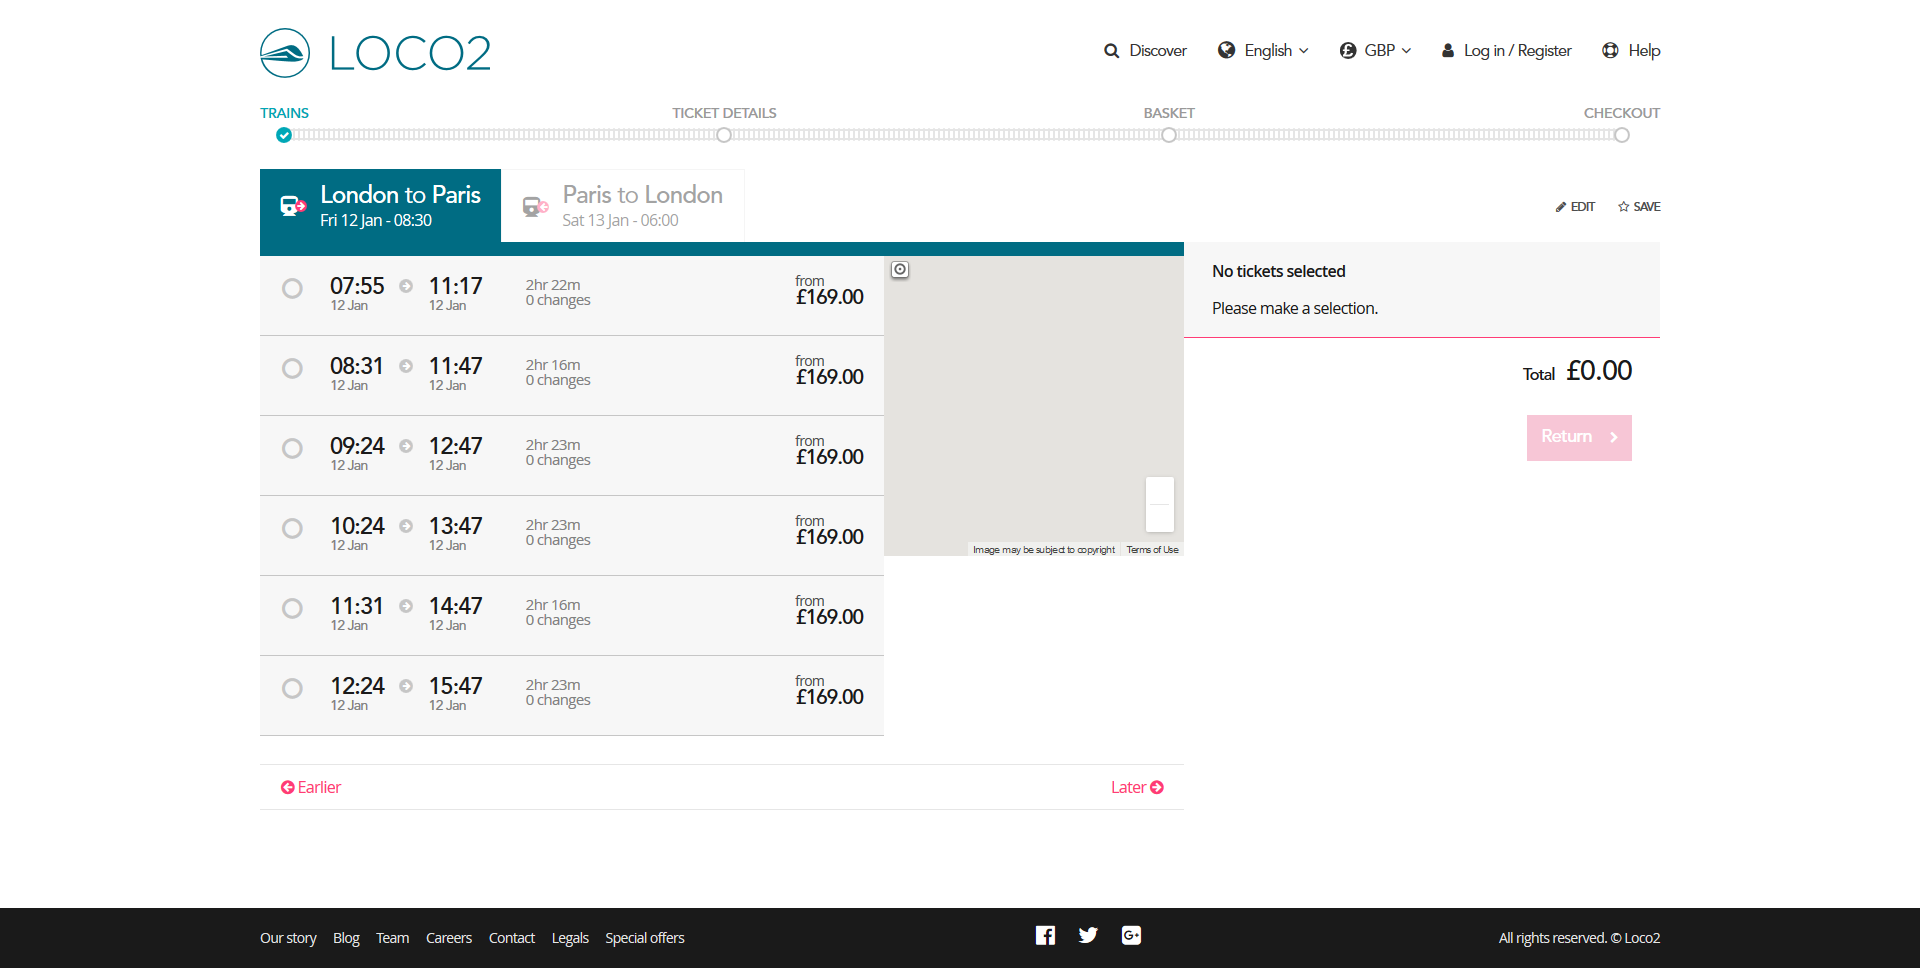 LOCO2
Discover English GBP Log in / Register Help
TRAINS TICKET DETAILS BASKET CHECKOUT
London to Paris
Fri 12 Jan - 08:30
Paris to London
Sat 13 Jan - 06:00
EDIT SAVE
07:55 11:17 2hr 22m from
12 Jan 12 Jan 0 changes £169.00
08:31 11:47 2hr 16m from
12 Jan 12 Jan 0 changes £169.00
09:24 12:47 2hr 23m from
12 Jan 12 Jan 0 changes £169.00
10:24 13:47 2hr 23m from
12 Jan 12 Jan 0 changes £169.00
11:31 14:47 2hr 16m from
12 Jan 12 Jan 0 changes £169.00
12:24 15:47 2hr 23m from
12 Jan 12 Jan 0 changes £169.00
Image may be subject to copyright Terms of Use
No tickets selected
Please make a selection.
Total £0.00
Return
Earlier Later
Our story Blog Team Careers Contact Legals Special offers
All rights reserved. © Loco2